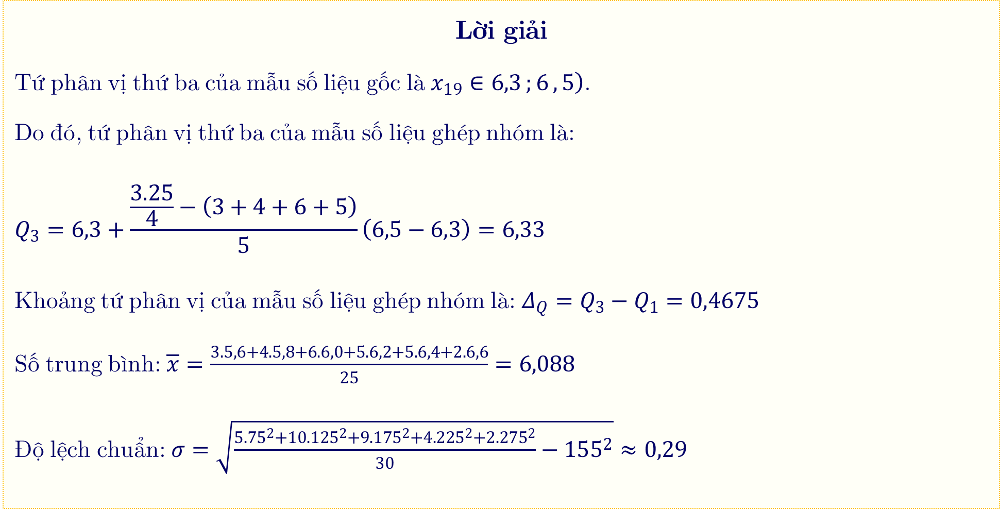 Lời giải
Tứ phân vị thứ ba của mẫu số liệu gốc là $x_{19} \in 6,3\,; 6\,, 5)$.
Do đó, tứ phân vị thứ ba của mẫu số liệu ghép nhóm là:
$Q_3 = 6,3 + \frac{\frac{3.25}{4} - (3 + 4 + 6 + 5)}{5} (6,5 - 6,3) = 6,33$
Khoảng tứ phân vị của mẫu số liệu ghép nhóm là: $\Delta_Q = Q_3 - Q_1 = 0,4675$
Số trung bình: $\overline{x} = \frac{3.5,6+4.5,8+6.6,0+5.6,2+5.6,4+2.6,6}{25} = 6,088$
Độ lệch chuẩn: $\sigma = \sqrt{\frac{5.75^2+10.125^2+9.175^2+4.225^2+2.275^2}{30} - 155^2} \approx 0,29$